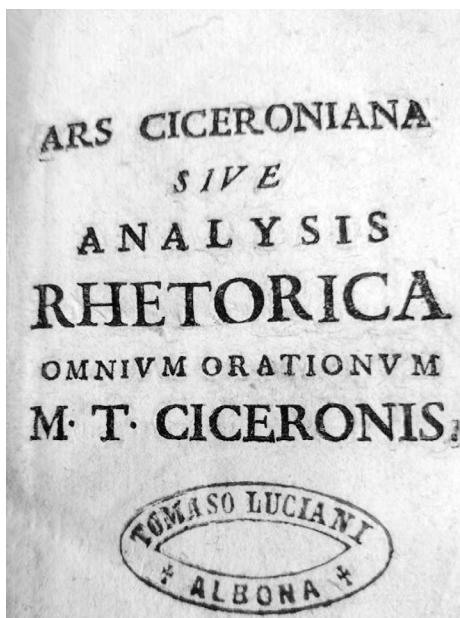 ARS CICERONIANA
SIVE
ANALYSIS
RHETORICA
OMNIVM ORATIONVM
M. T. CICERONIS.
TOMASO LUCIANI
ALBONA